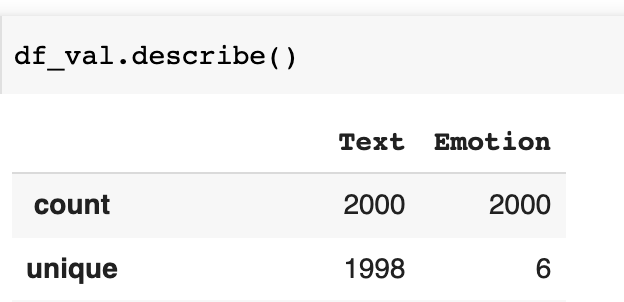 df_val.describe()
Text Emotion
count 2000 2000
unique 1998 6